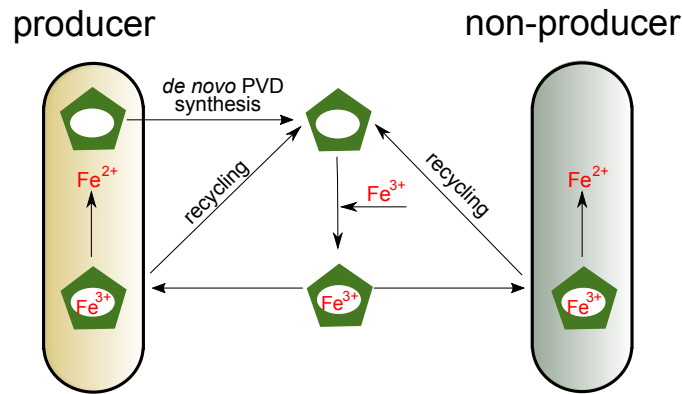 producer
non-producer
de novo PVD
synthesis
recycling
recycling
Fe2+
Fe3+
Fe2+
Fe3+
Fe3+
Fe3+